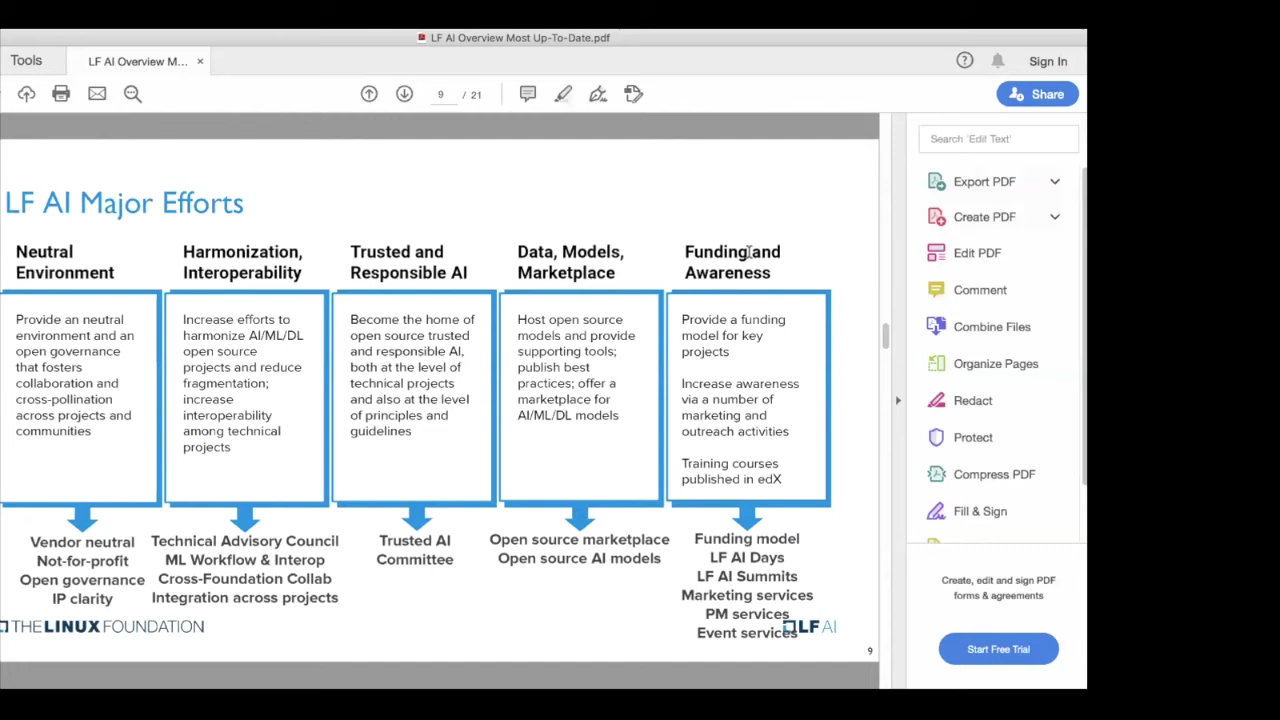 LF AI Overview Most Up-To-Date.pdf
Tools
LF AI Overview M... ×
? Sign In
9 / 21
Share
Search 'Edit Text'
Export PDF
Create PDF
Edit PDF
Comment
Combine Files
Organize Pages
Redact
Protect
Compress PDF
Fill & Sign
Create, edit and sign PDF
forms & agreements
Start Free Trial
LF AI Major Efforts
Neutral
Environment
Provide an neutral
environment and an
open governance
that fosters
collaboration and
cross-pollination
across projects and
communities
Vendor neutral
Not-for-profit
Open governance
IP clarity
Harmonization,
Interoperability
Increase efforts to
harmonize AI/ML/DL
open source
projects and reduce
fragmentation;
increase
interoperability
among technical
projects
Technical Advisory Council
ML Workflow & Interop
Cross-Foundation Collab
Integration across projects
Trusted and
Responsible AI
Become the home of
open source trusted
and responsible AI,
both at the level of
technical projects
and also at the level
of principles and
guidelines
Trusted AI
Committee
Data, Models,
Marketplace
Host open source
models and provide
supporting tools;
publish best
practices; offer a
marketplace for
AI/ML/DL models
Open source marketplace
Open source AI models
Funding and
Awareness
Provide a funding
model for key
projects
Increase awareness
via a number of
marketing and
outreach activities
Training courses
published in edX
Funding model
LF AI Days
LF AI Summits
Marketing services
PM services
Event services
THE LINUX FOUNDATION
LF AI
9